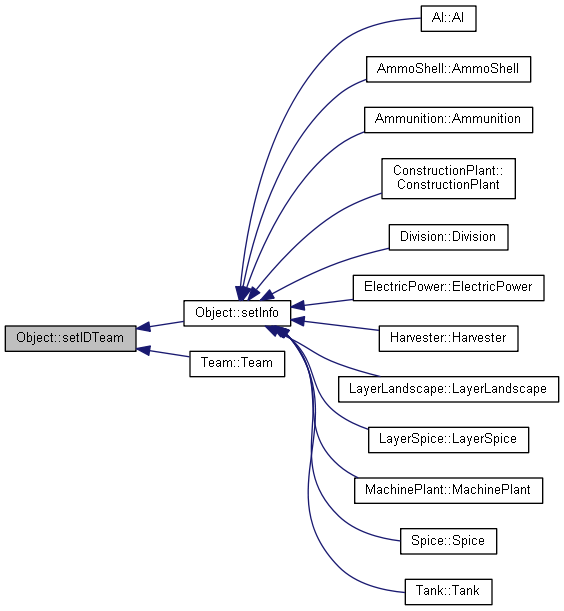 AI::AI
AmmoShell::AmmoShell
Ammunition::Ammunition
ConstructionPlant::
ConstructionPlant
Division::Division
ElectricPower::ElectricPower
Object::setInfo
Object::setIDTeam
Harvester::Harvester
Team::Team
LayerLandscape::LayerLandscape
LayerSpice::LayerSpice
MachinePlant::MachinePlant
Spice::Spice
Tank::Tank